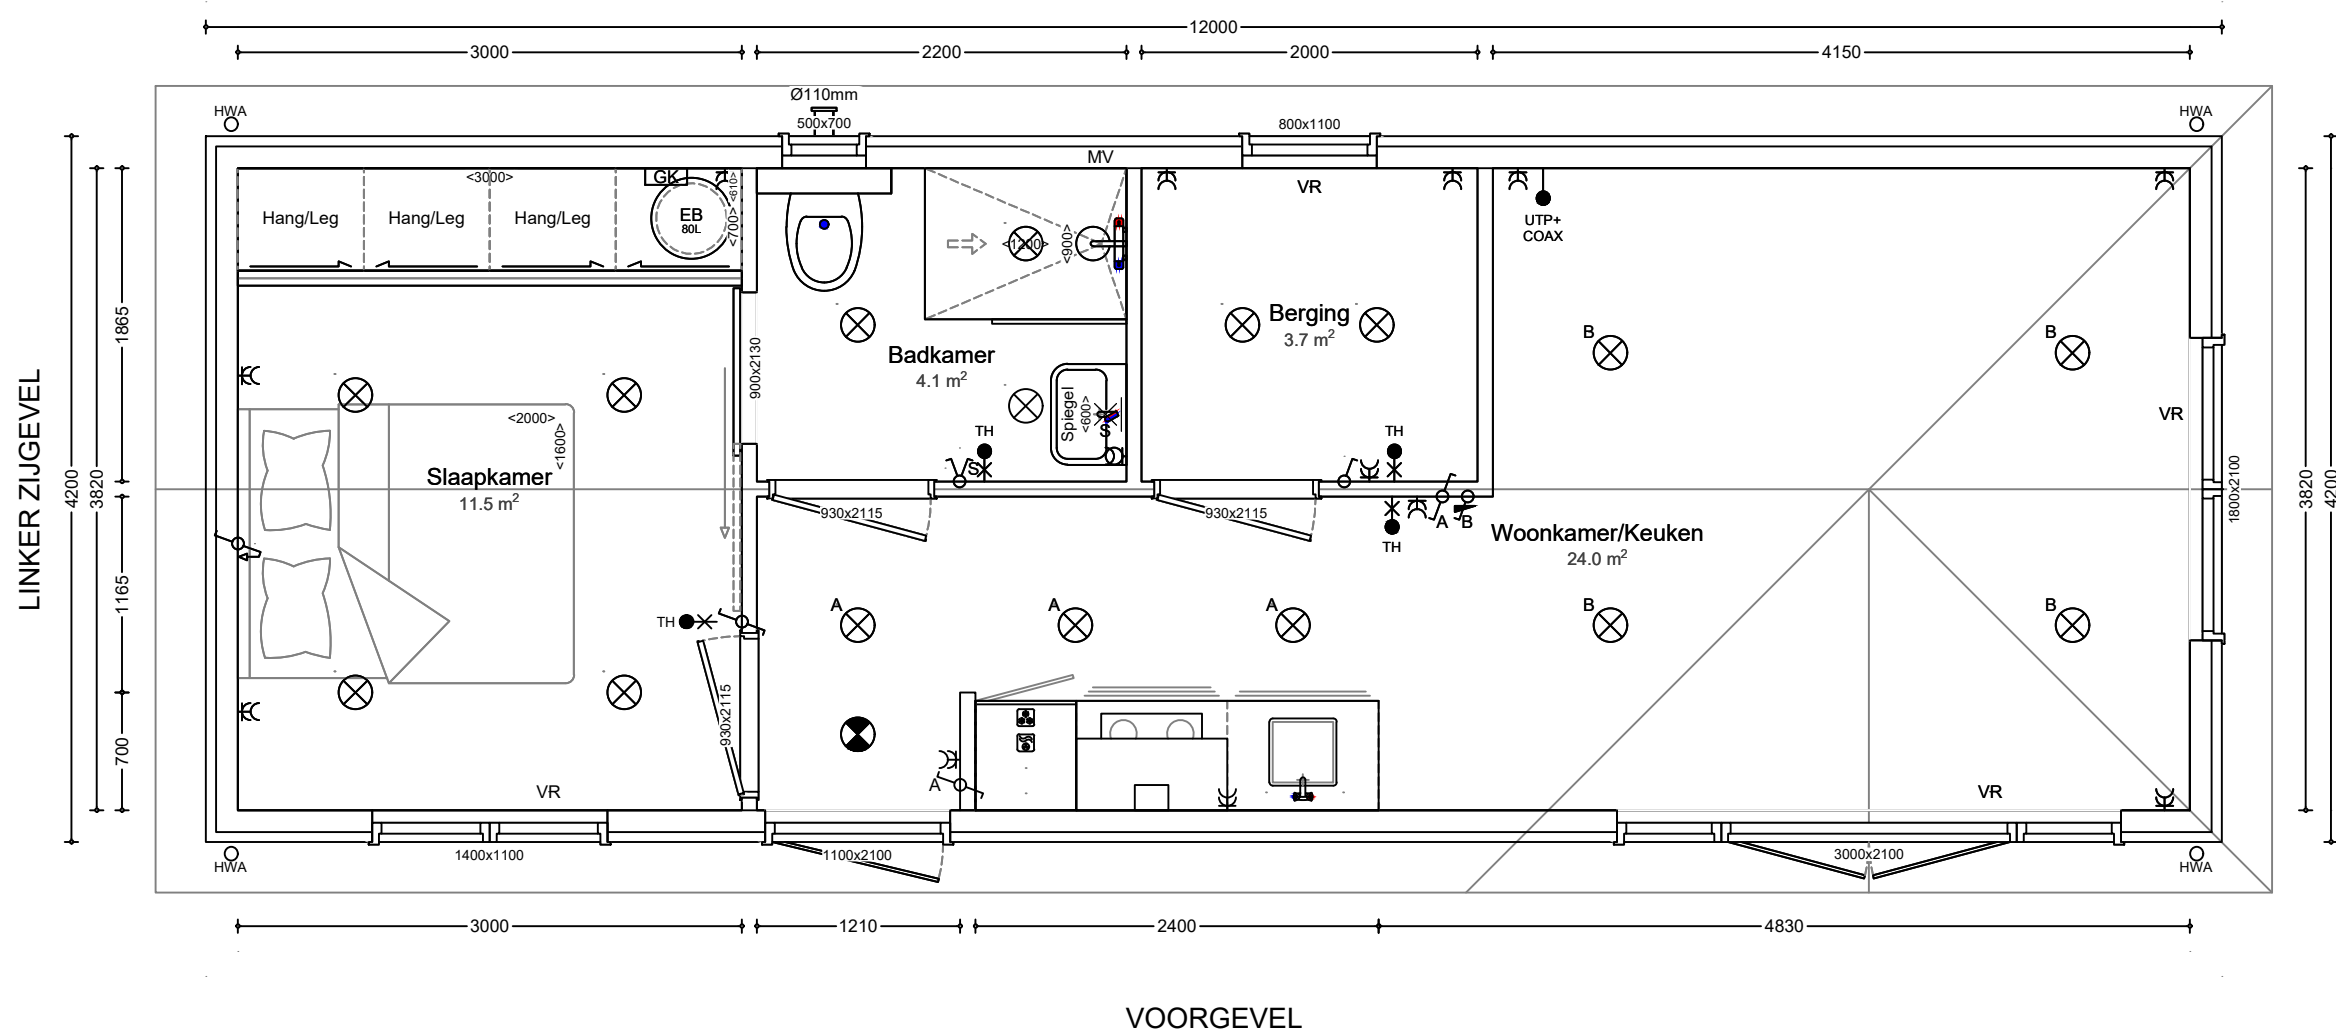 12000
3000
2200
2000
4150
Ø110mm
HWA
500x700
800x1100
HWA
MV
<3000>
GK
<610>
VR
Hang/Leg
Hang/Leg
Hang/Leg
EB
80L
<700>
UTP+
COAX
<1200>
<900>
1865
Berging
3.7 m²
900x2130
Badkamer
4.1 m²
B
B
LINKER ZIJGEVEL
4200
3820
<2000>
<1600>
Spiegel
<600>
S
TH
S
TH
VR
Slaapkamer
11.5 m²
930x2115
930x2115
A
B
TH
Woonkamer/Keuken
24.0 m²
1800x2100
3820
4200
1165
TH
A
A
A
B
B
700
930x2115
A
VR
VR
1400x1100
1100x2100
3000x2100
HWA
HWA
3000
1210
2400
4830
VOORGEVEL